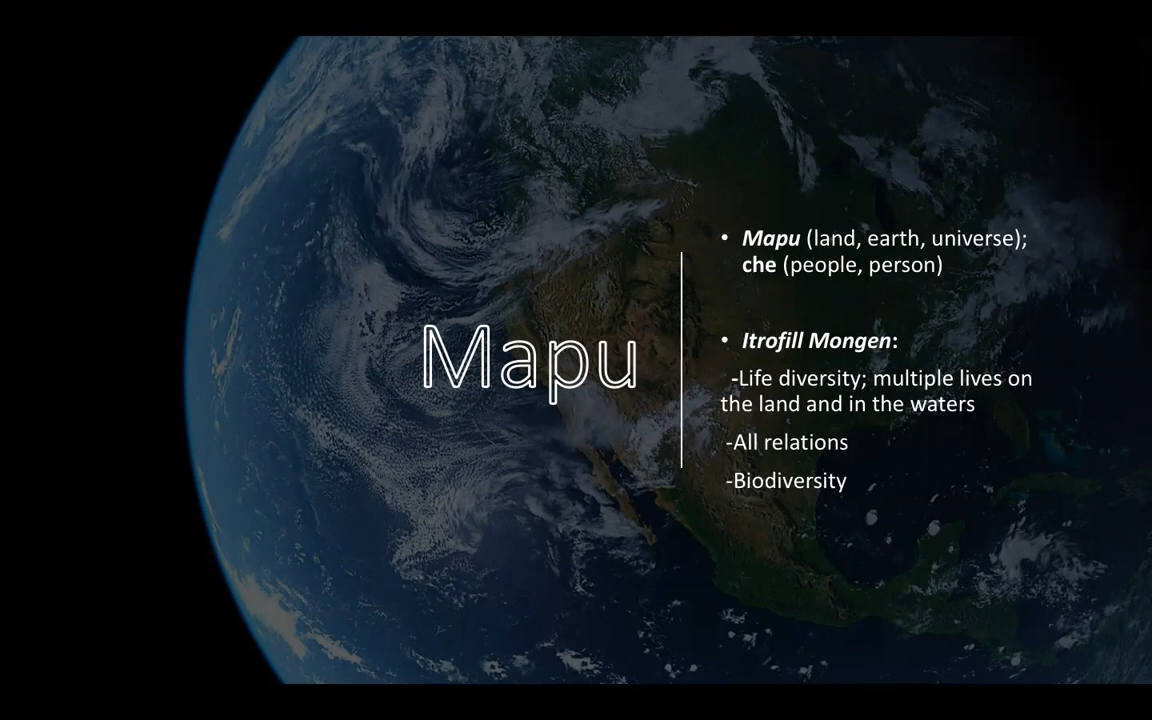 Mapu
• Mapu (land, earth, universe);
che (people, person)
• Itrofill Mongen:
-Life diversity; multiple lives on
the land and in the waters
-All relations
-Biodiversity